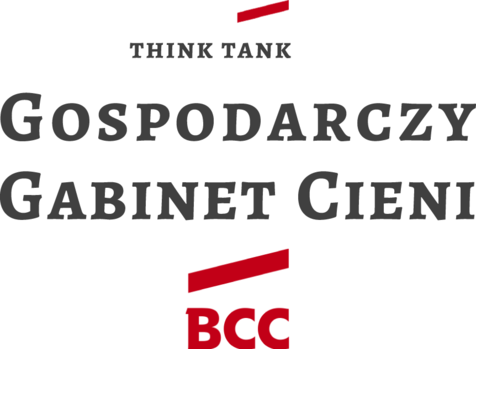 THINK TANK
GOSPODARCZY
GABINET CIENI
BCC